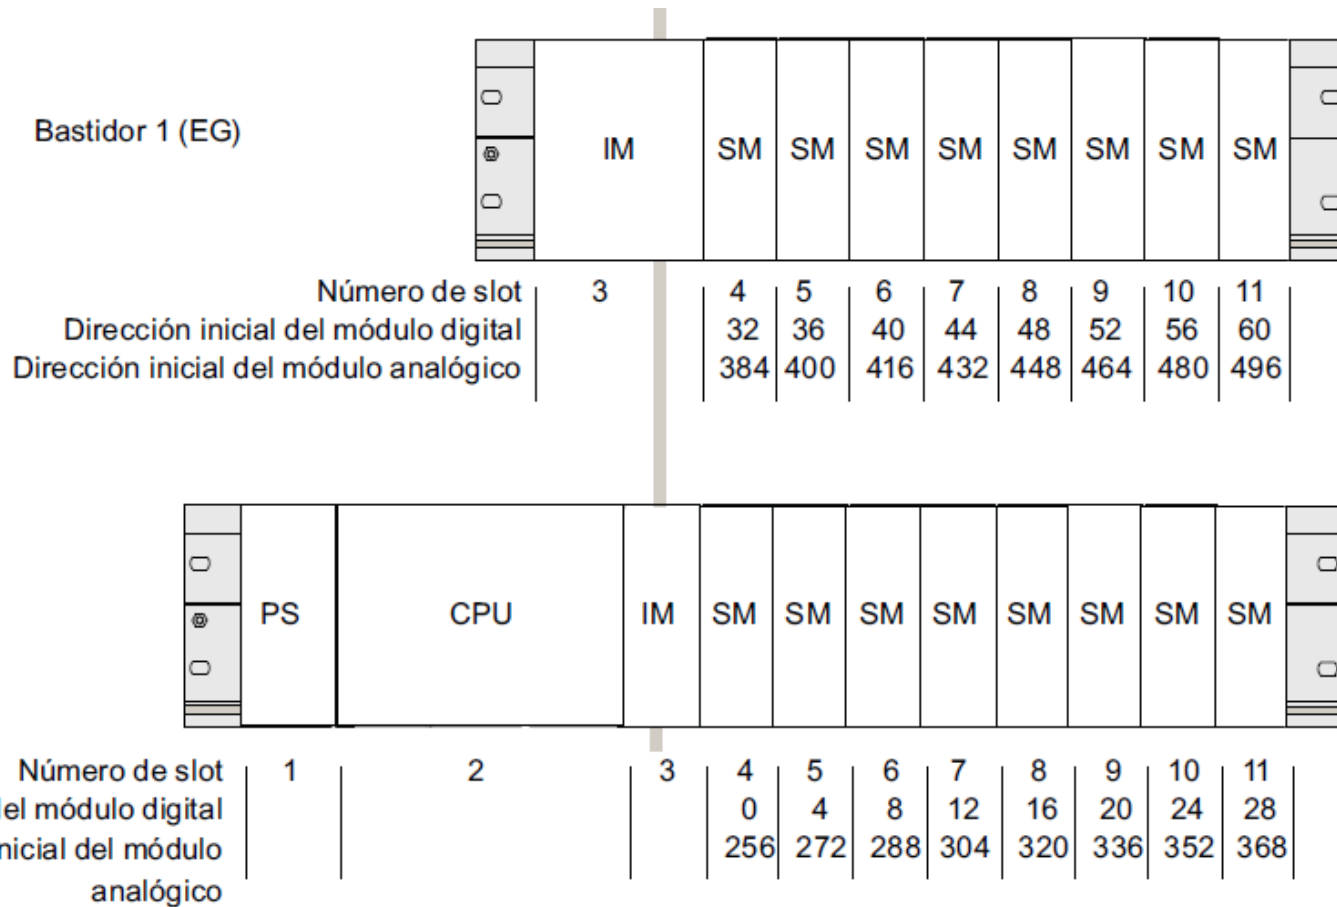 Bastidor 1 (EG)
IM SM SM SM SM SM SM SM SM
Número de slot 3 4 5 6 7 8 9 10 11
Dirección inicial del módulo digital 32 36 40 44 48 52 56 60
Dirección inicial del módulo analógico 384 400 416 432 448 464 480 496
PS CPU IM SM SM SM SM SM SM SM SM
Número de slot 1 2 3 4 5 6 7 8 9 10 11
del módulo digital 0 4 8 12 16 20 24 28
nicial del módulo 256 272 288 304 320 336 352 368
analógico